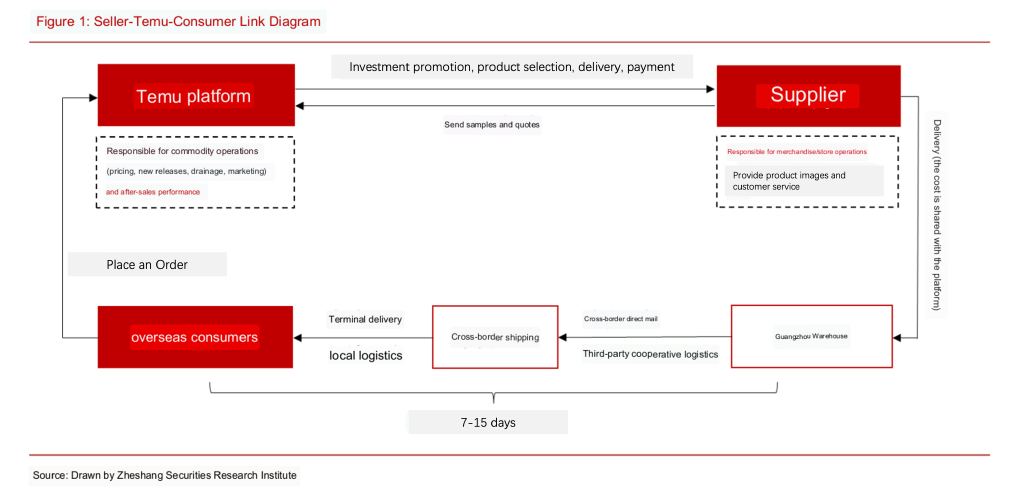 Figure 1: Seller-Temu-Consumer Link Diagram
Investment promotion, product selection, delivery, payment
Temu platform
Supplier
Send samples and quotes
Responsible for commodity operations
(pricing, new releases, drainage, marketing)
and after-sales performance
Responsible for merchandise/store operations
Provide product images and
customer service
Delivery (the cost is shared with the platform)
Place an Order
overseas consumers
Terminal delivery
local logistics
Cross-border shipping
Cross-border direct mail
Third-party cooperative logistics
Guangzhou Warehouse
7-15 days
Source: Drawn by Zheshang Securities Research Institute